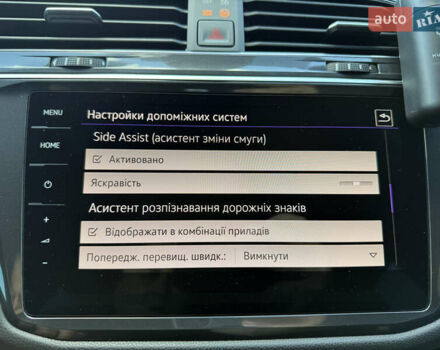 auto
RIA
MENU
Настройки допоміжних систем
Side Assist (асистент зміни смуги)
HOME
Активовано
Яскравість
Асистент розпізнавання дорожніх знаків
+
Відображати в комбінації приладів
-
Попередж. перевищ. швидк.: Вимкнути